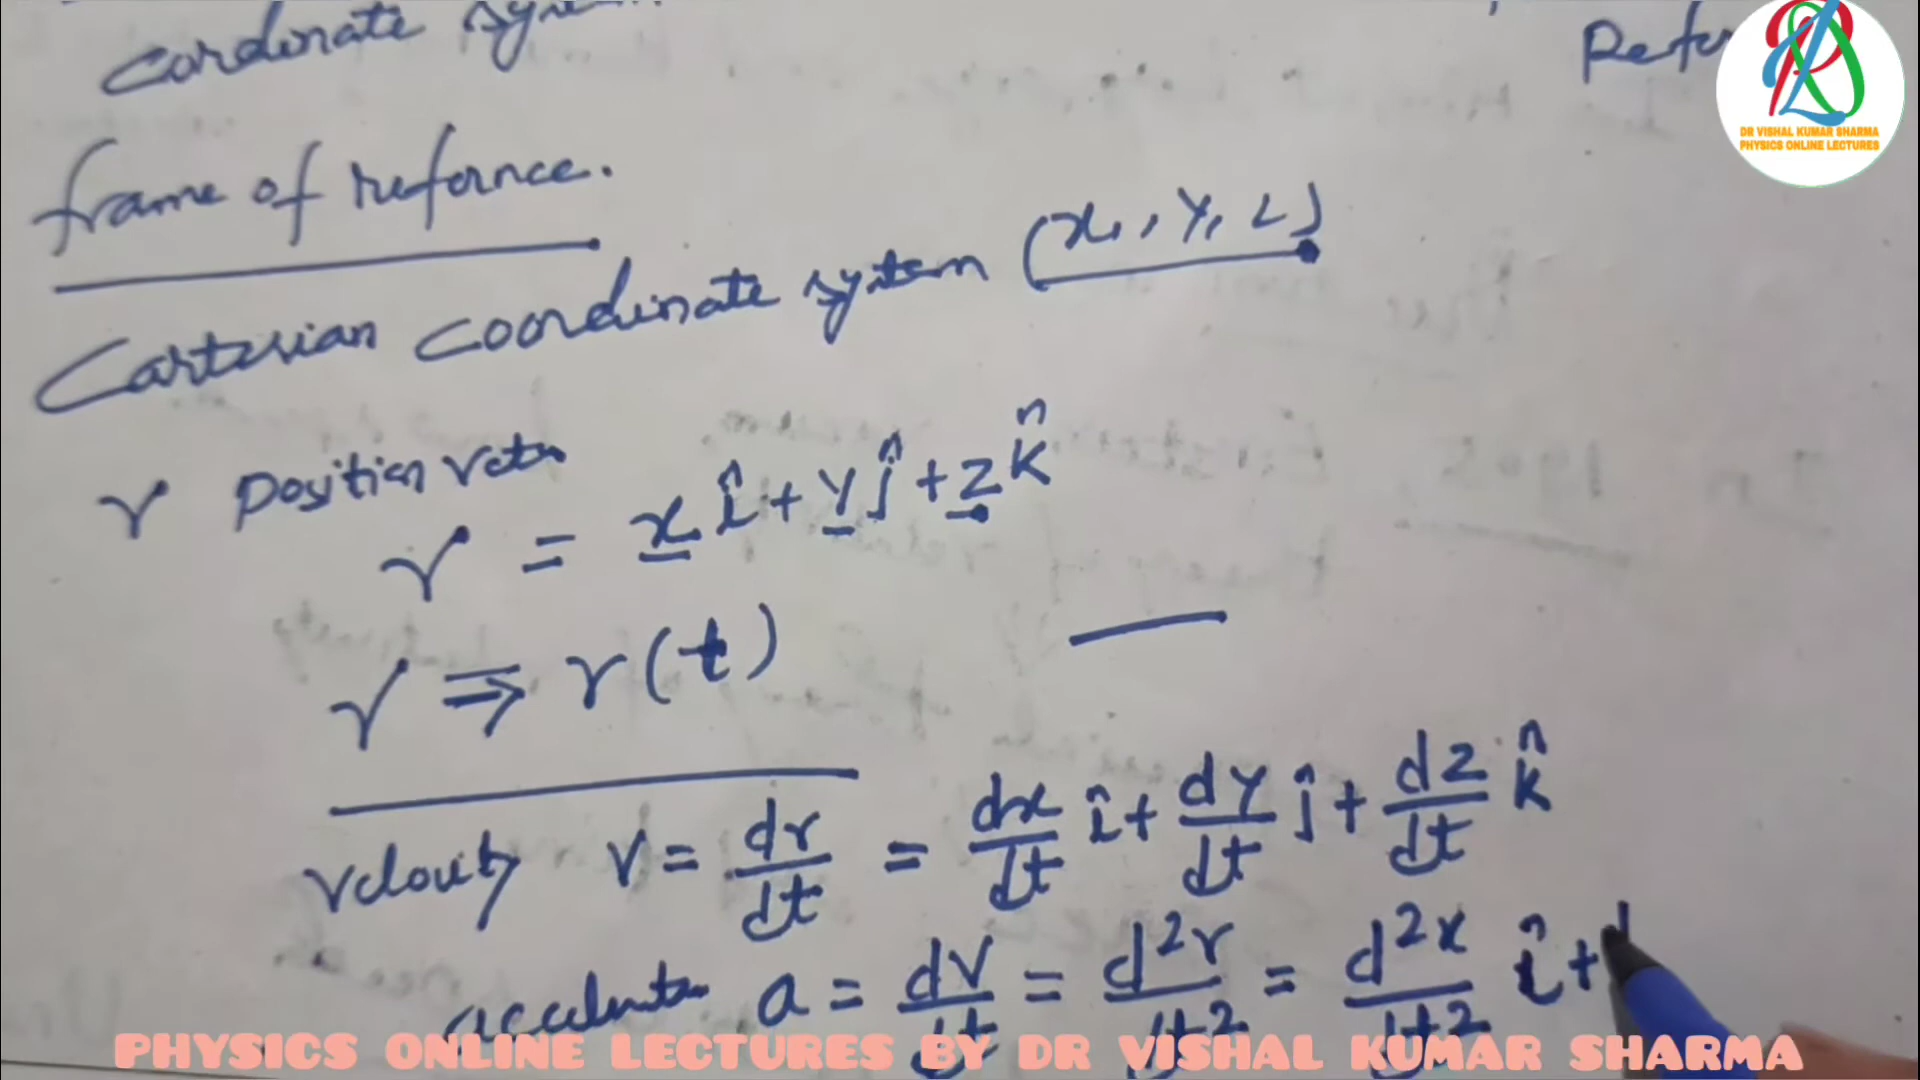 cordinate system
Refer
DR VISHAL KUMAR SHARMA
PHYSICS ONLINE LECTURES
frame of refernce.
Cartesian coordinate system (x, y, z)
r position vector
r = x î + y ĵ + z k̂
r ⇒ r(t)
velocity v = dr/dt = dx/dt î + dy/dt ĵ + dz/dt k̂
acceleration a = dv/dt = d²r/dt² = d²x/dt² î + d
PHYSICS ONLINE LECTURES BY DR VISHAL KUMAR SHARMA